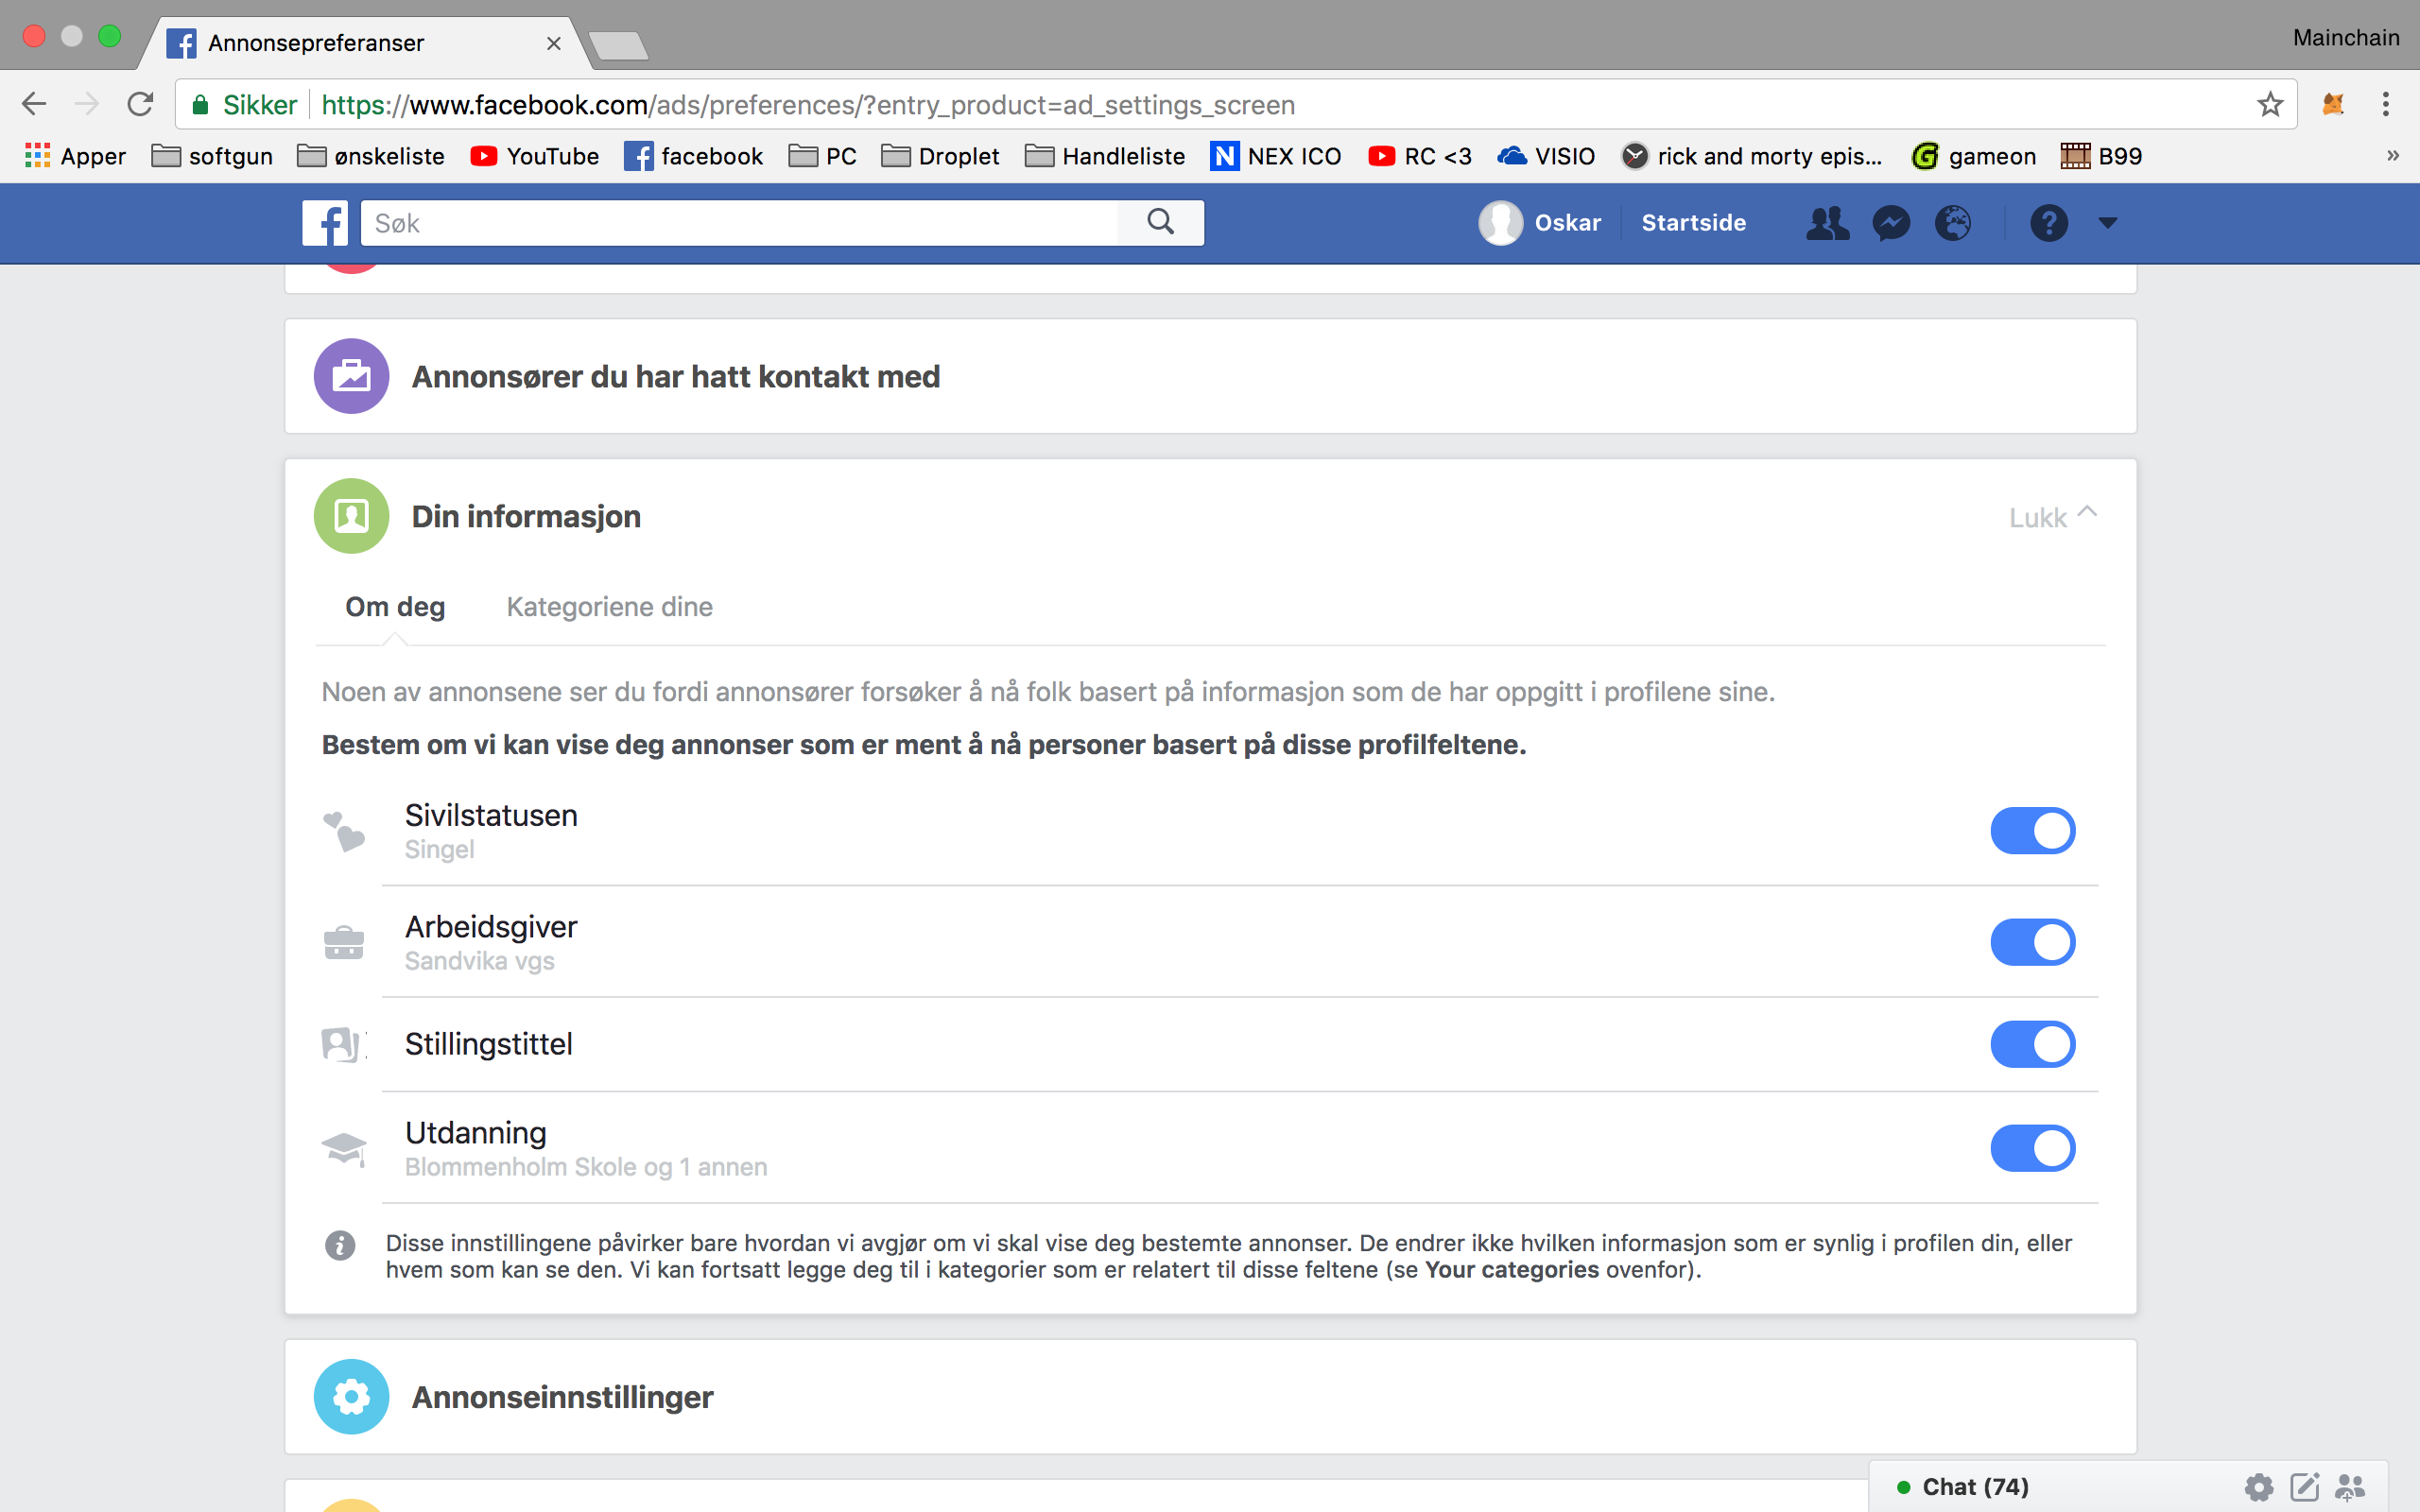 Annonsepreferanser
Mainchain
Sikker https://www.facebook.com/ads/preferences/?entry_product=ad_settings_screen
Apper softgun ønskeliste YouTube facebook PC Droplet Handleliste NEX ICO RC <3 VISIO rick and morty epis... gameon B99 »
Søk Oskar Startside
Annonsører du har hatt kontakt med
Din informasjon Lukk
Om deg Kategoriene dine
Noen av annonsene ser du fordi annonsører forsøker å nå folk basert på informasjon som de har oppgitt i profilene sine.
Bestem om vi kan vise deg annonser som er ment å nå personer basert på disse profilfeltene.
Sivilstatusen
Singel
Arbeidsgiver
Sandvika vgs
Stillingstittel
Utdanning
Blommenholm Skole og 1 annen
Disse innstillingene påvirker bare hvordan vi avgjør om vi skal vise deg bestemte annonser. De endrer ikke hvilken informasjon som er synlig i profilen din, eller
hvem som kan se den. Vi kan fortsatt legge deg til i kategorier som er relatert til disse feltene (se Your categories ovenfor).
Annonseinnstillinger
Chat (74)